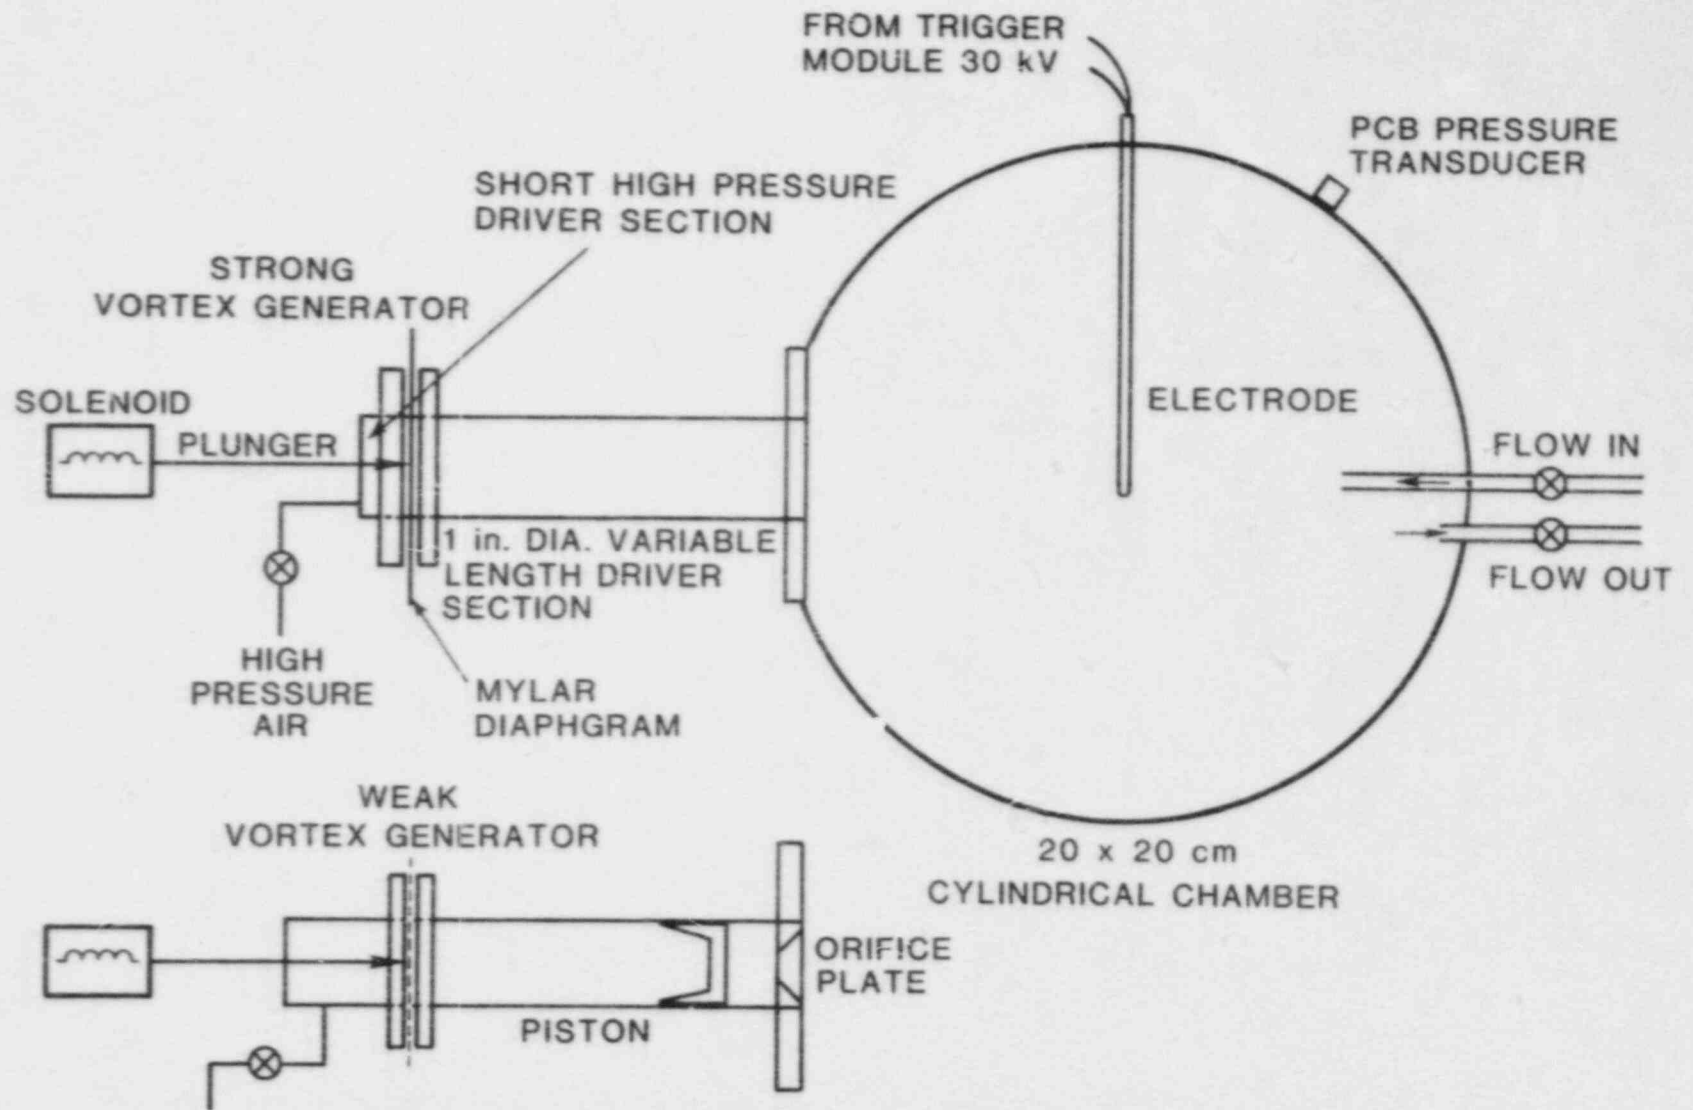 FROM TRIGGER
MODULE 30 kV
PCB PRESSURE
TRANSDUCER
SHORT HIGH PRESSURE
DRIVER SECTION
STRONG
VORTEX GENERATOR
SOLENOID
PLUNGER
ELECTRODE
FLOW IN
1 in. DIA. VARIABLE
LENGTH DRIVER
SECTION
FLOW OUT
HIGH
PRESSURE
AIR
MYLAR
DIAPHGRAM
WEAK
VORTEX GENERATOR
20 x 20 cm
CYLINDRICAL CHAMBER
ORIFICE
PLATE
PISTON